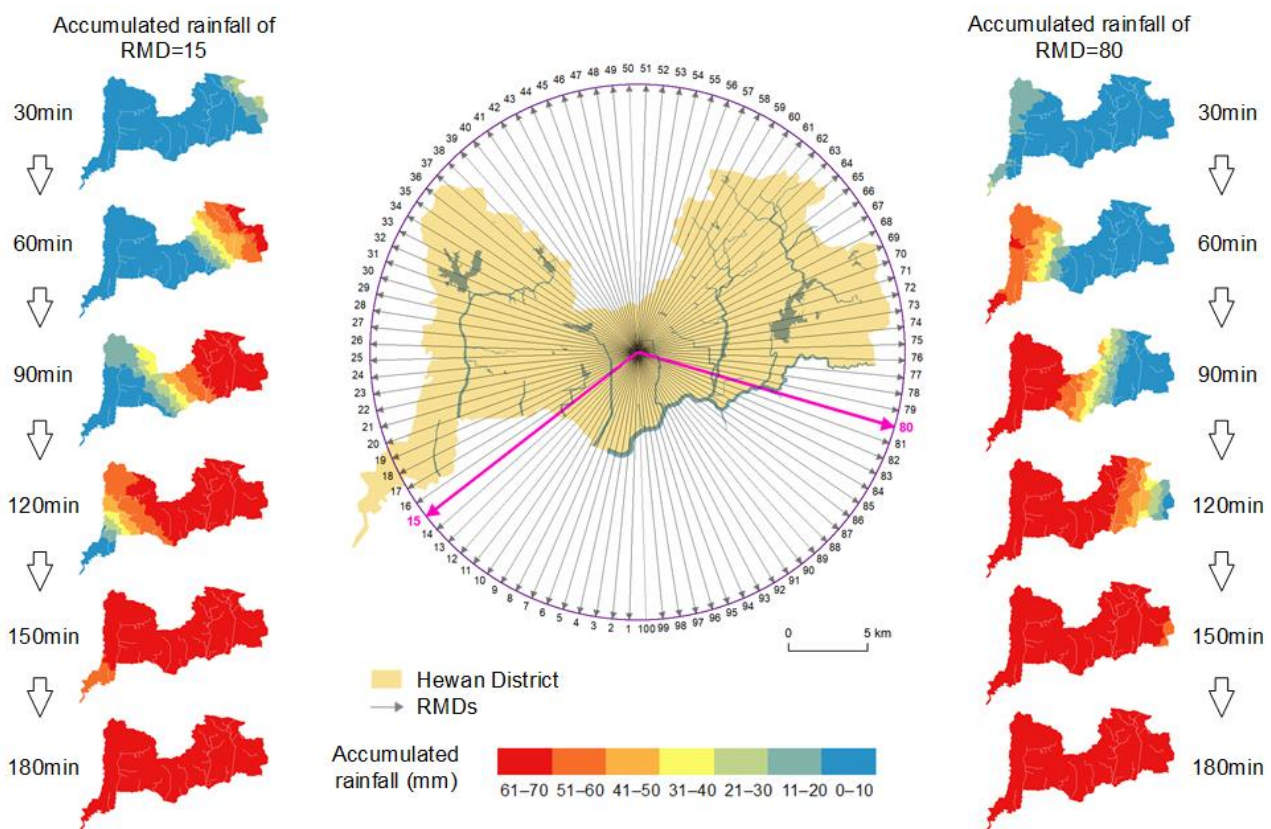 Accumulated rainfall of
RMD=15
30min
60min
90min
120min
150min
180min
50 51
49 52
48 53
47 54
46 55
45 56
44 57
43 58
42 59
41 60
40 61
39 62
38 63
37 64
36 65
35 66
34 67
33 68
32 69
31 70
30 71
29 72
28 73
27 74
26 75
25 76
24 77
23 78
22 79
21 80
20 81
19 82
18 83
17 84
16 85
15 86
14 87
13 88
12 89
11 90
10 91
9 92
8 93
7 94
6 95
5 96
4 97
3 98
2 99
1 100
0 5 km
Hewan District
RMDs
Accumulated
rainfall (mm)
61–70 51–60 41–50 31–40 21–30 11–20 0–10
Accumulated rainfall of
RMD=80
30min
60min
90min
120min
150min
180min